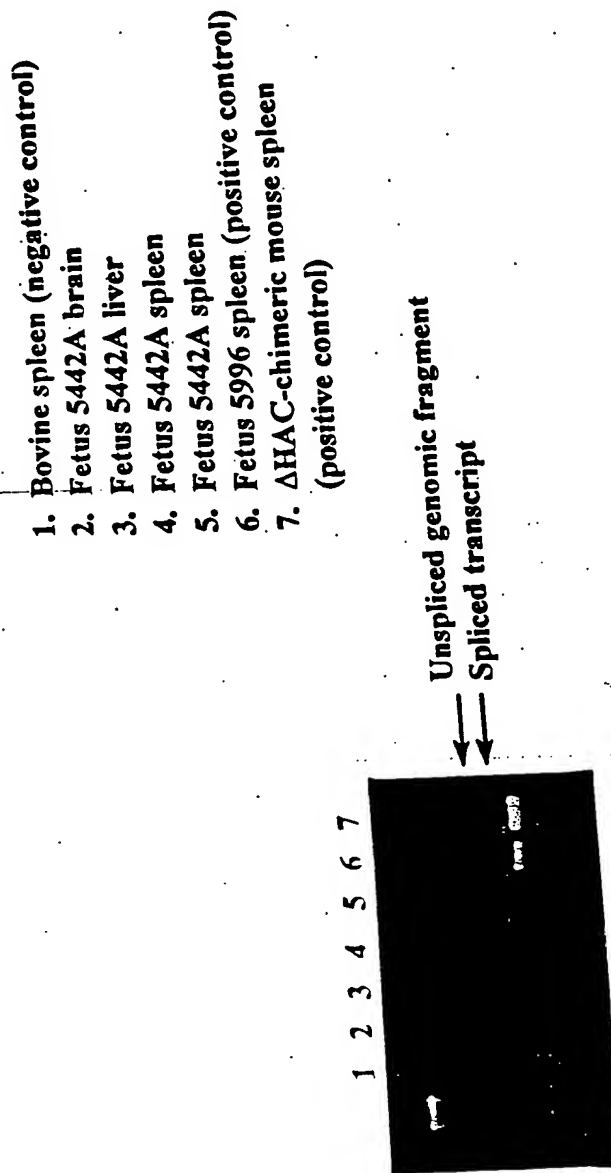 1. Bovine spleen (negative control)
2. Fetus 5442A brain
3. Fetus 5442A liver
4. Fetus 5442A spleen
5. Fetus 5442A spleen
6. Fetus 5996 spleen (positive control)
7. ΔHAC-chimeric mouse spleen
(positive control)
Unspliced genomic fragment
Spliced transcript
1 2 3 4 5 6 7